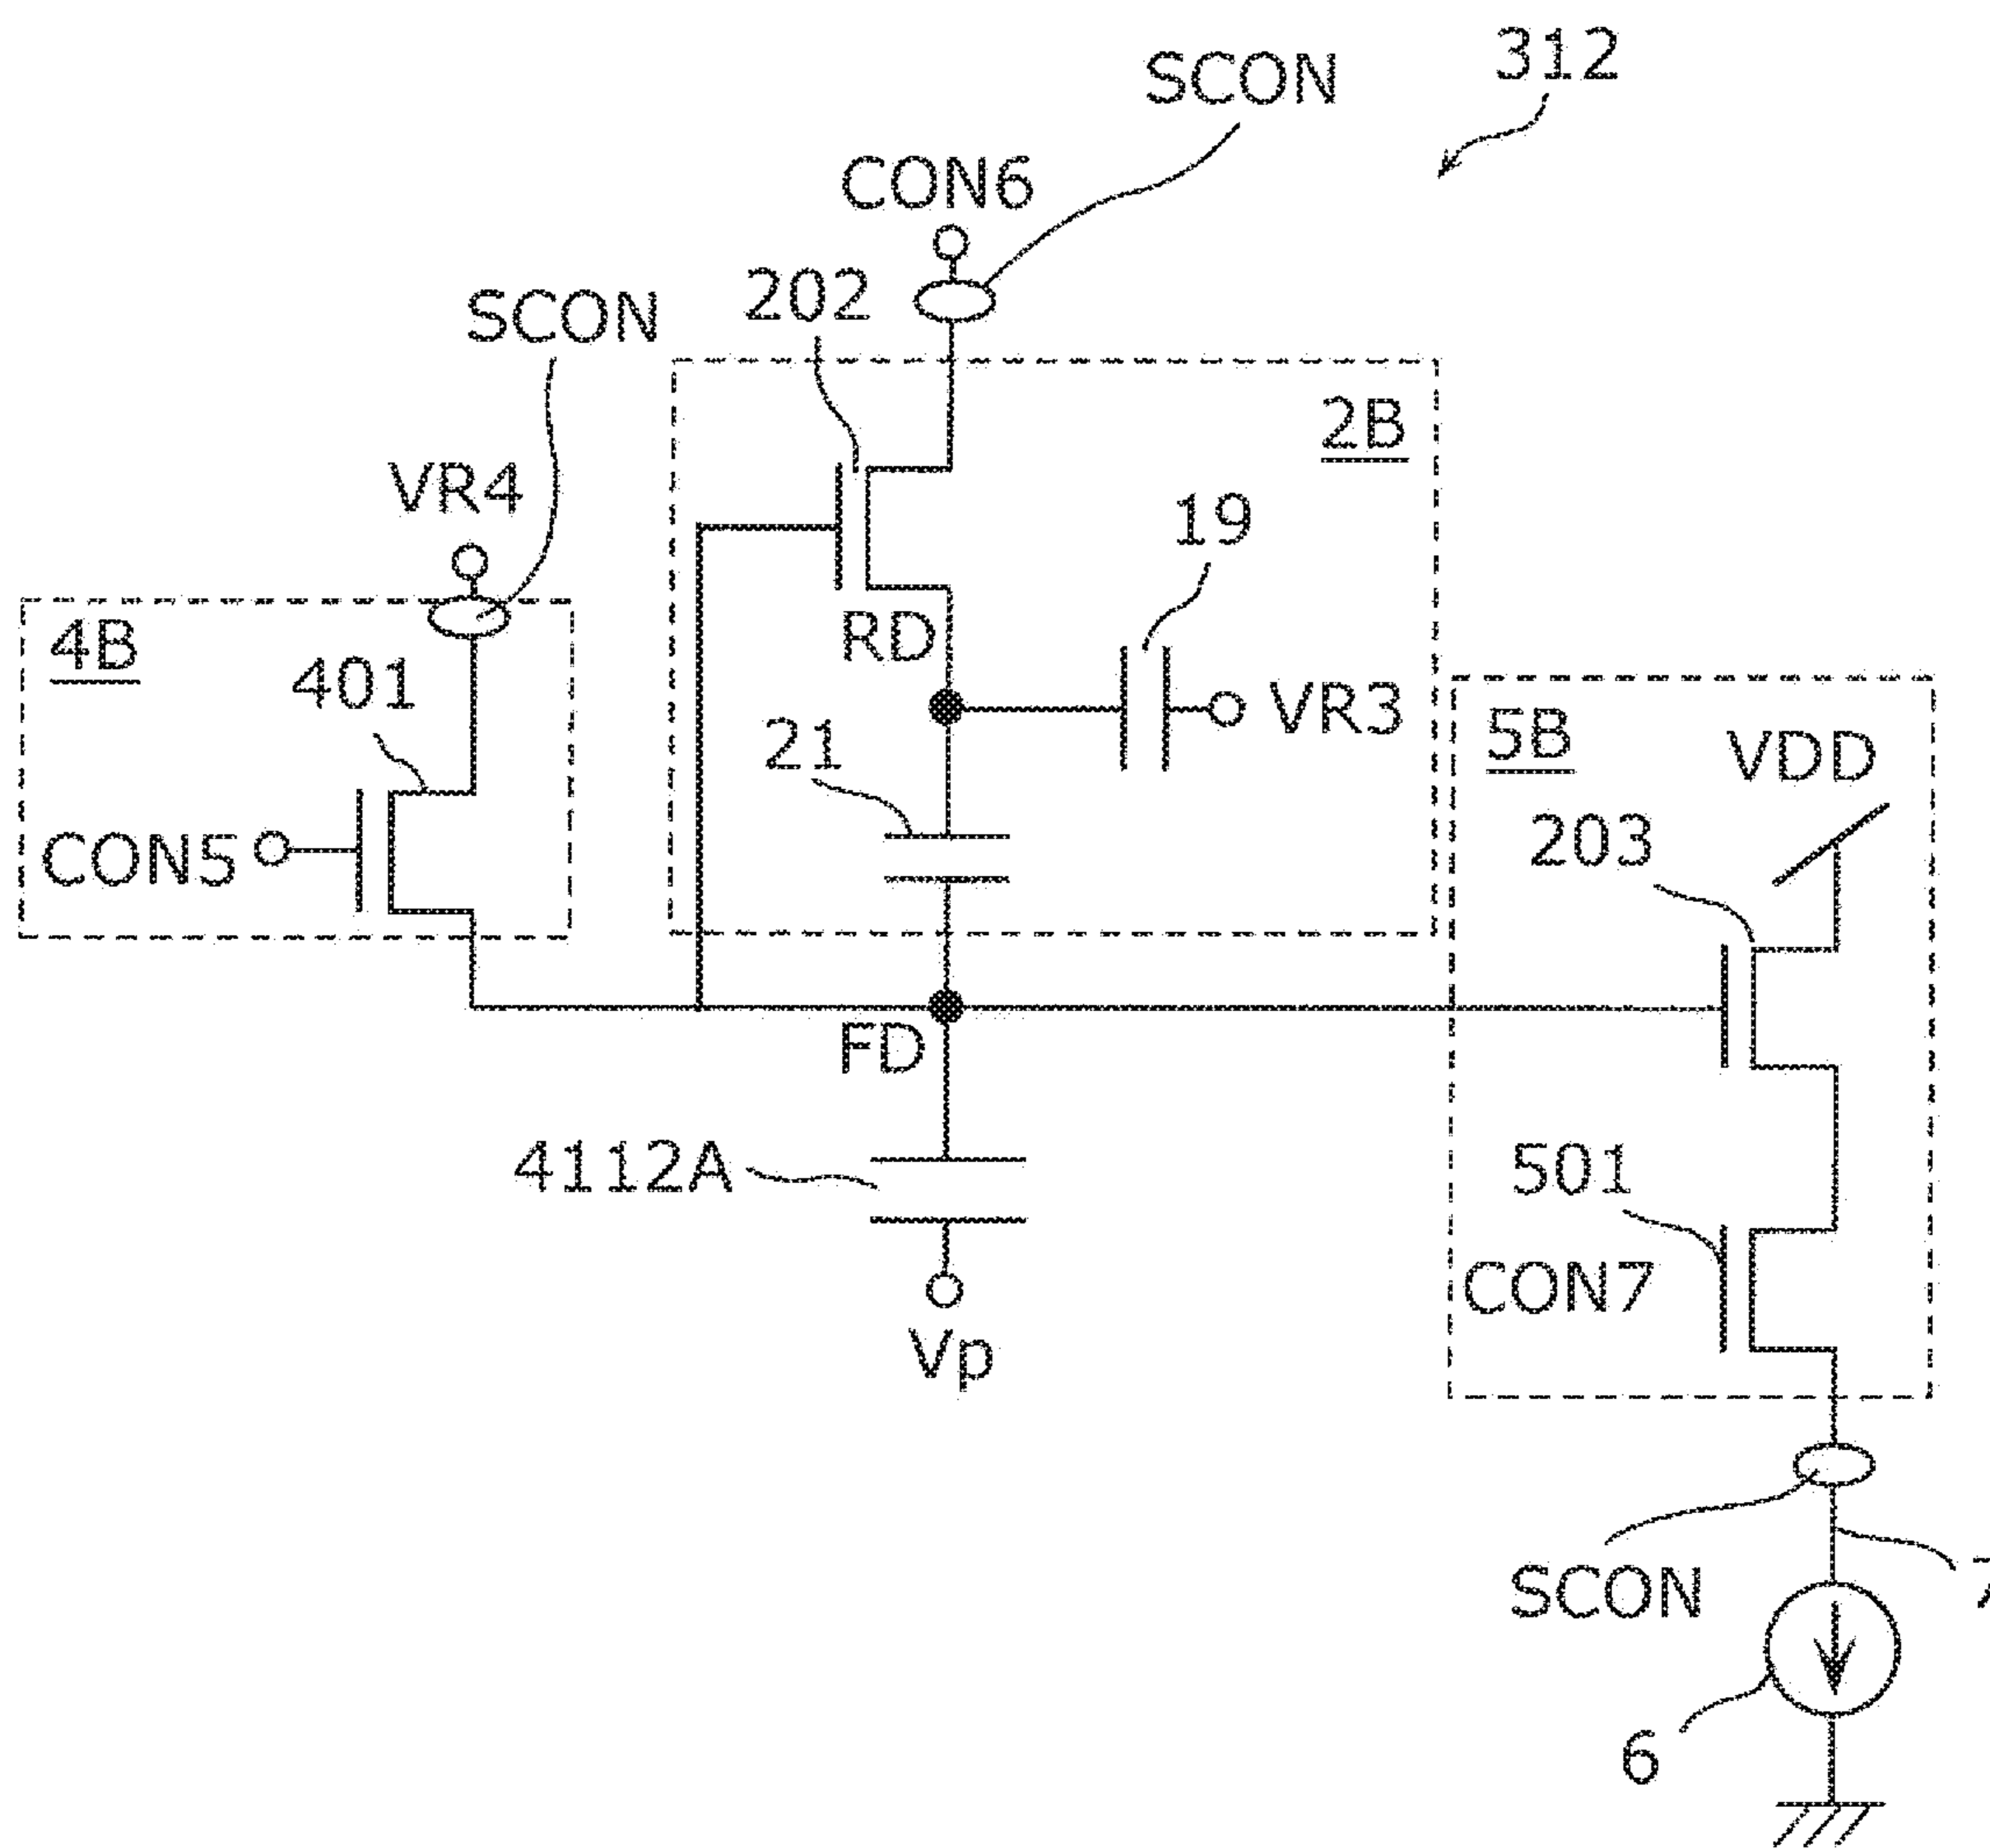 312
SCON
CON6
202
SCON
2B
VR4
19
4B
RD
401
VR3
21
5B
VDD
CON5
203
FD
4112A
501
CON7
Vp
SCON
7
6